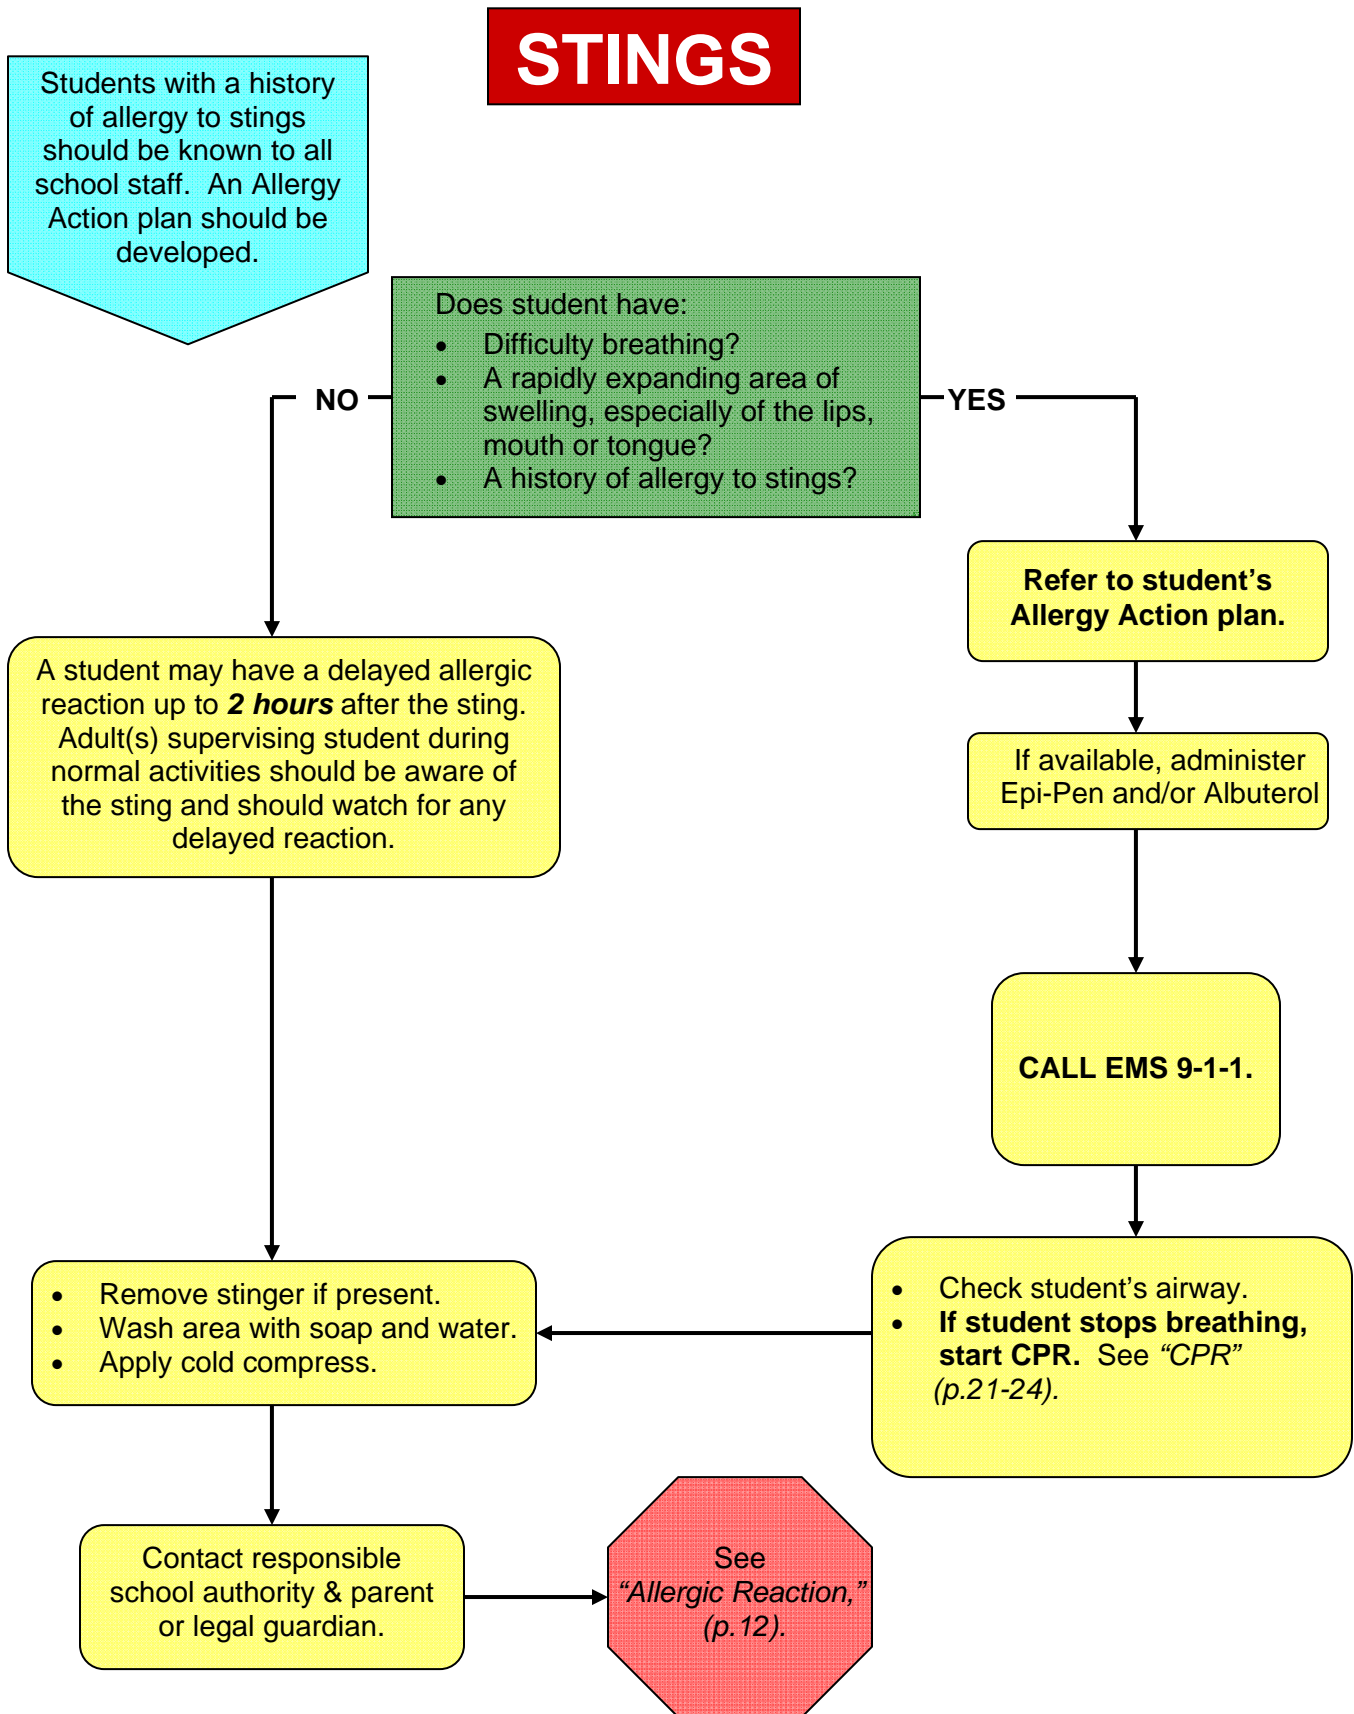 STINGS
Students with a history
of allergy to stings
should be known to all
school staff.  An Allergy
Action plan should be
developed.
Does student have:
• Difficulty breathing?
• A rapidly expanding area of
swelling, especially of the lips,
mouth or tongue?
• A history of allergy to stings?
NO
YES
Refer to student’s
Allergy Action plan.
A student may have a delayed allergic
reaction up to 2 hours after the sting.
Adult(s) supervising student during
normal activities should be aware of
the sting and should watch for any
delayed reaction.
If available, administer
Epi-Pen and/or Albuterol
CALL EMS 9-1-1.
• Remove stinger if present.
• Wash area with soap and water.
• Apply cold compress.
• Check student’s airway.
• If student stops breathing,
start CPR.  See “CPR”
(p.21-24).
Contact responsible
school authority & parent
or legal guardian.
See
“Allergic Reaction,”
(p.12).